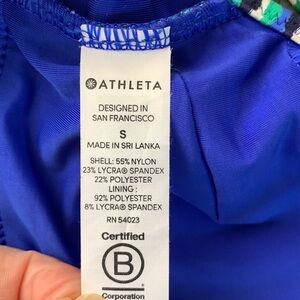 ATHLETA
DESIGNED IN
SAN FRANCISCO
S
MADE IN SRI LANKA
SHELL: 55% NYLON
23% LYCRA® SPANDEX
22% POLYESTER
LINING :
92% POLYESTER
8% LYCRA® SPANDEX
RN 54023
Certified
B
Corporation